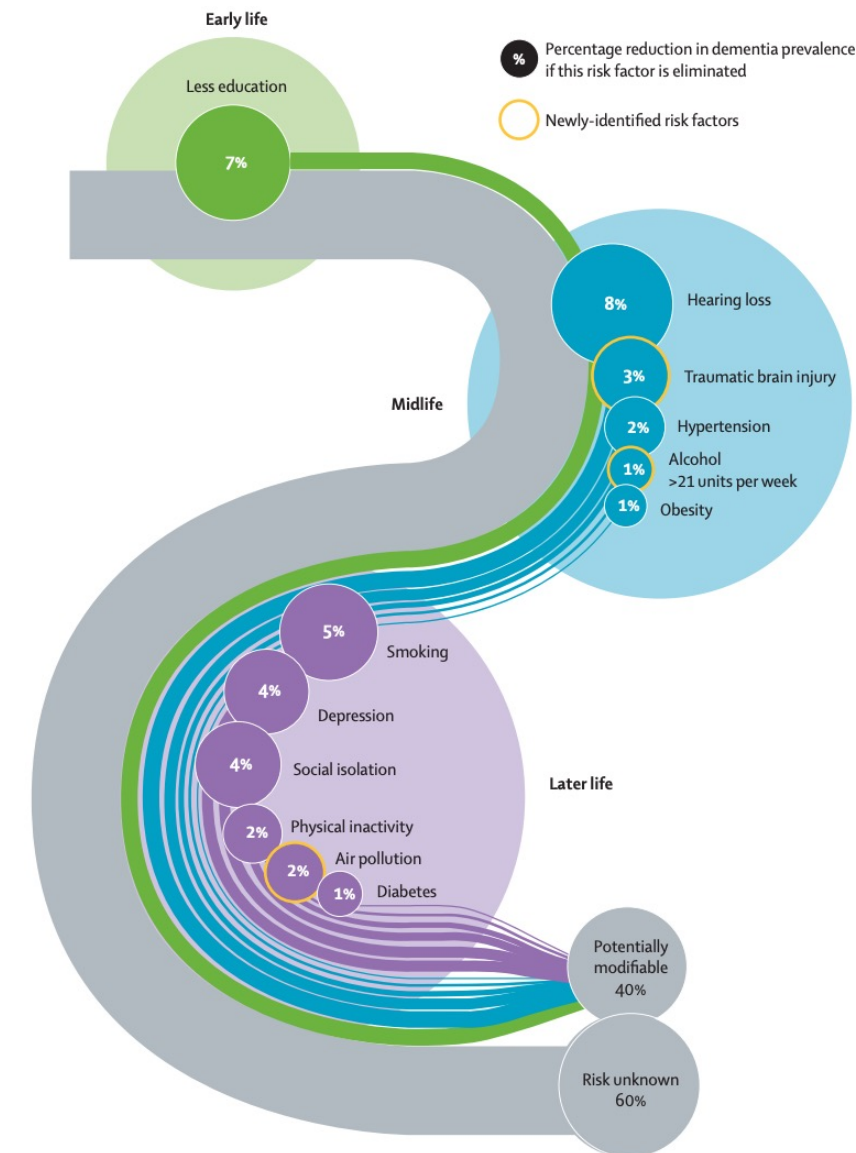 Early life
% Percentage reduction in dementia prevalence
if this risk factor is eliminated
Newly-identified risk factors
Less education
7%
8%
Hearing loss
3%
Traumatic brain injury
Midlife
2%
Hypertension
1%
Alcohol
>21 units per week
1%
Obesity
5%
Smoking
4%
Depression
4%
Social isolation
Later life
2%
Physical inactivity
2%
Air pollution
1%
Diabetes
Potentially
modifiable
40%
Risk unknown
60%